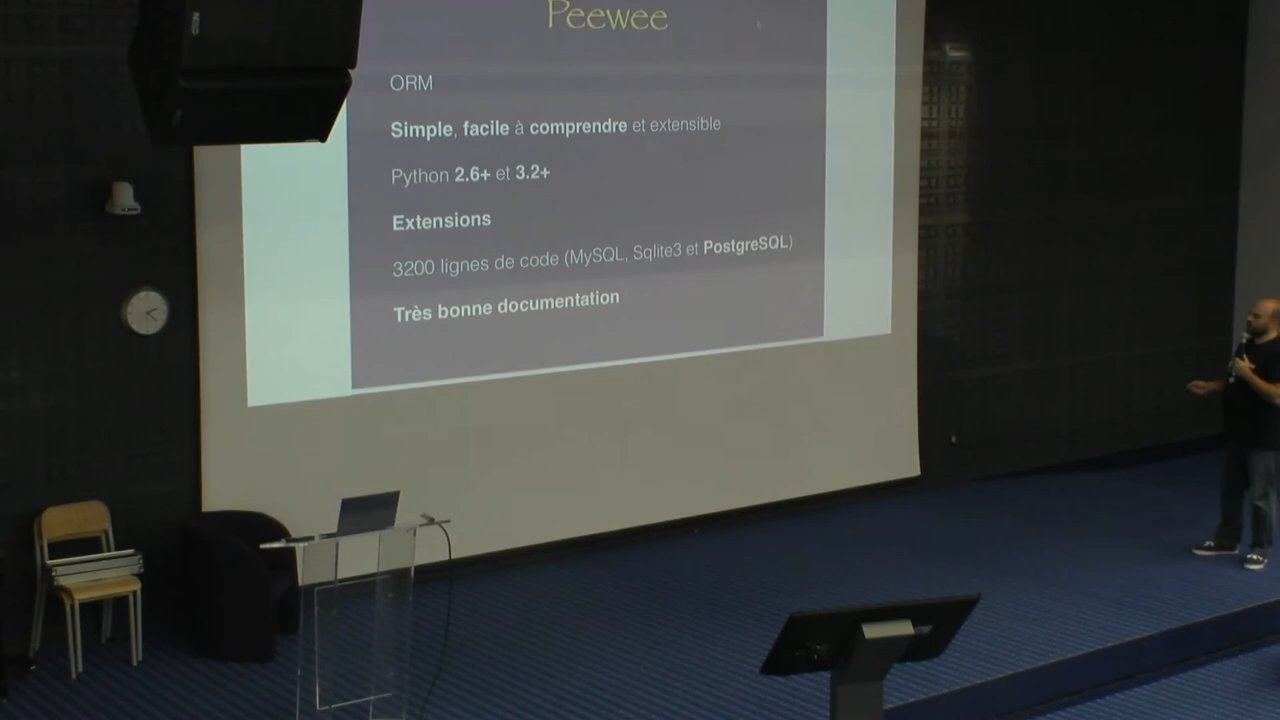 Peewee
ORM
Simple, facile à comprendre et extensible
Python 2.6+ et 3.2+
Extensions
3200 lignes de code (MySQL, Sqlite3 et PostgreSQL)
Très bonne documentation